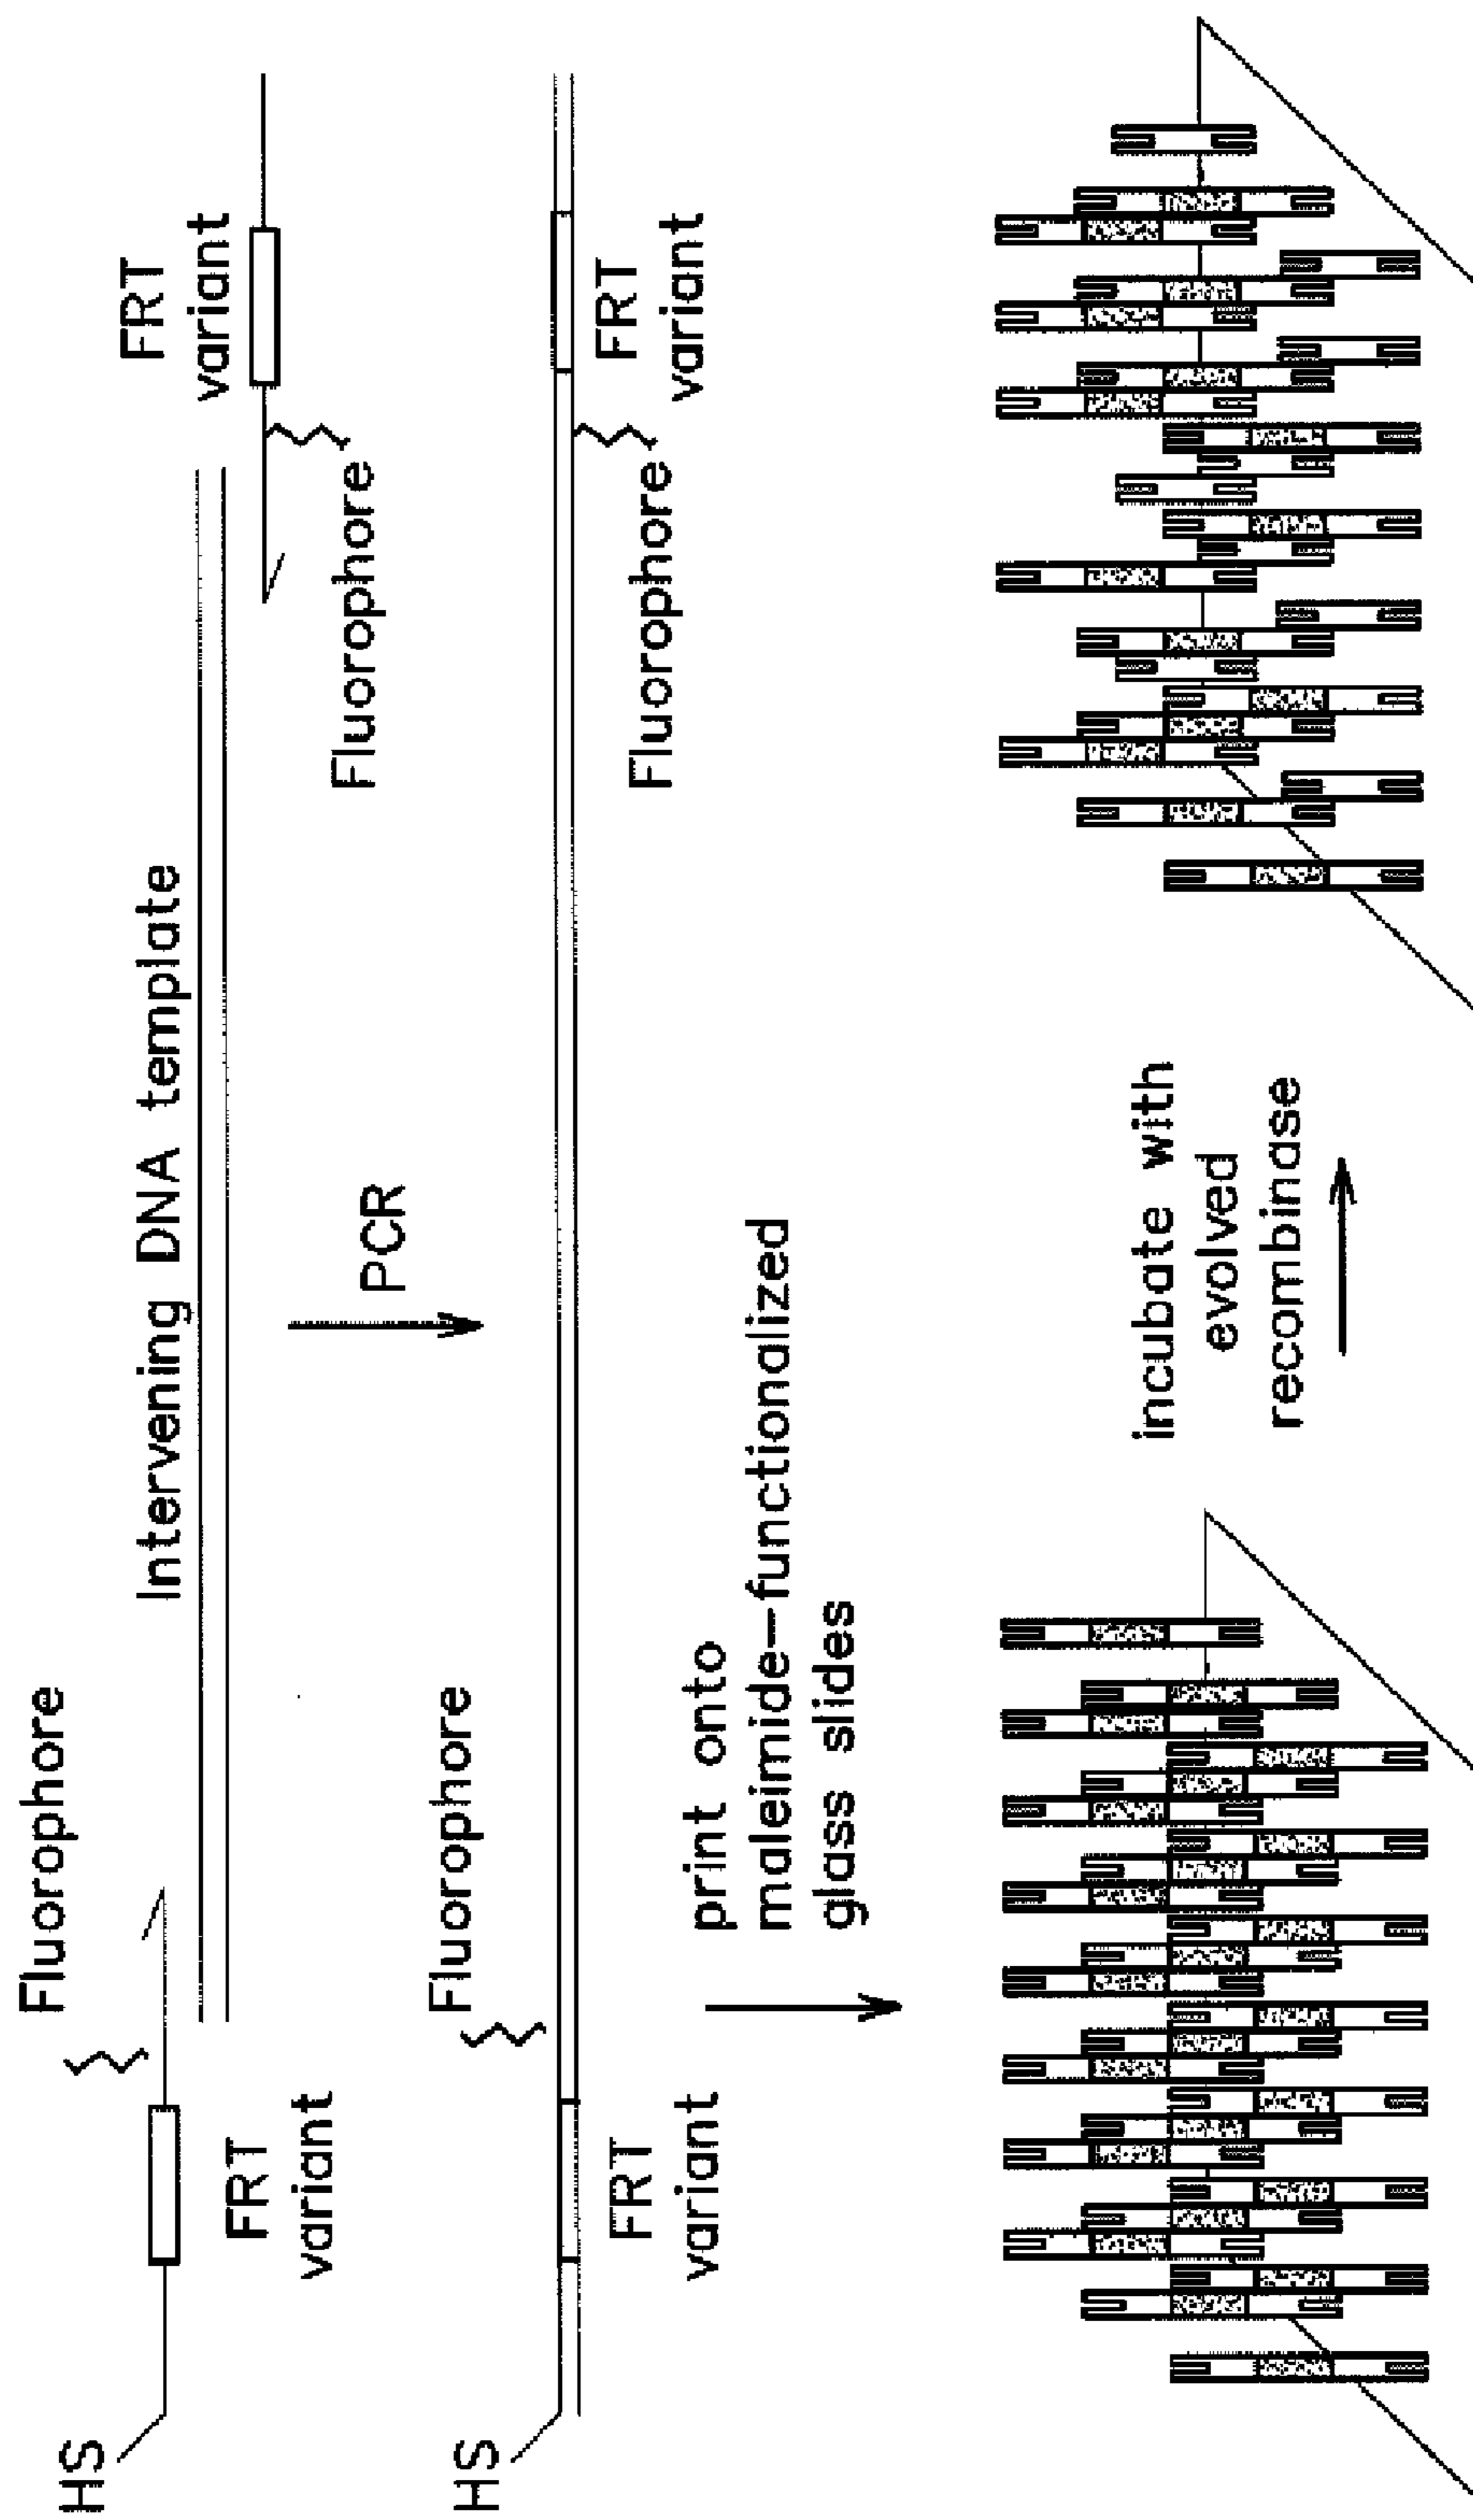 Fluorophore
HS
FRT
variant
Intervening DNA template
FRT
variant
Fluorophore
PCR
HS
Fluorophore
FRT
variant
Fluorophore
FRT
variant
print onto
maleimide-functionalized
glass slides
incubate with
evolved
recombinase